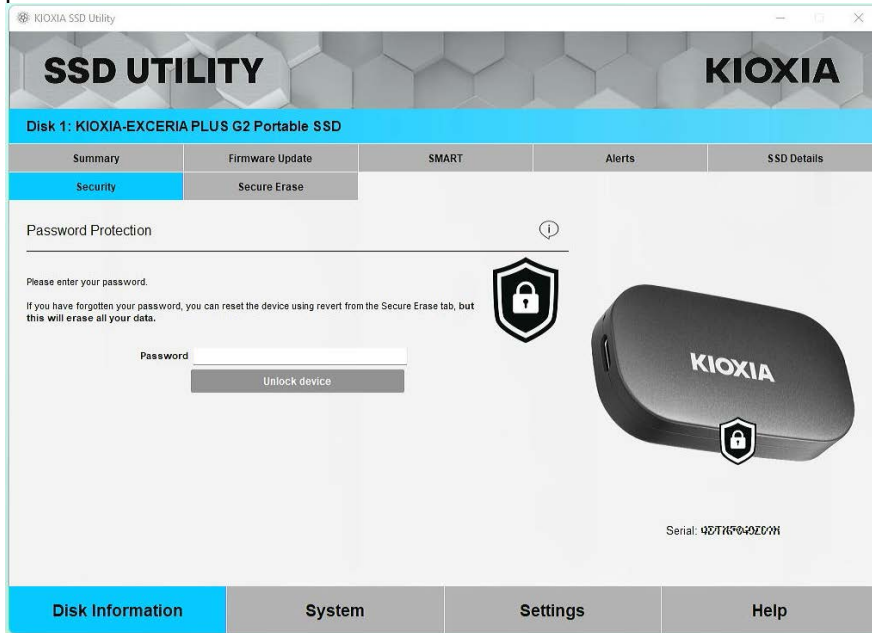 KIOXIA SSD Utility
SSD UTILITY
KIOXIA
Disk 1: KIOXIA-EXCERIA PLUS G2 Portable SSD
Summary
Firmware Update
SMART
Alerts
SSD Details
Security
Secure Erase
Password Protection
Please enter your password.
If you have forgotten your password, you can reset the device using revert from the Secure Erase tab, but
this will erase all your data.
Password
Unlock device
KIOXIA
Serial:
Disk Information
System
Settings
Help